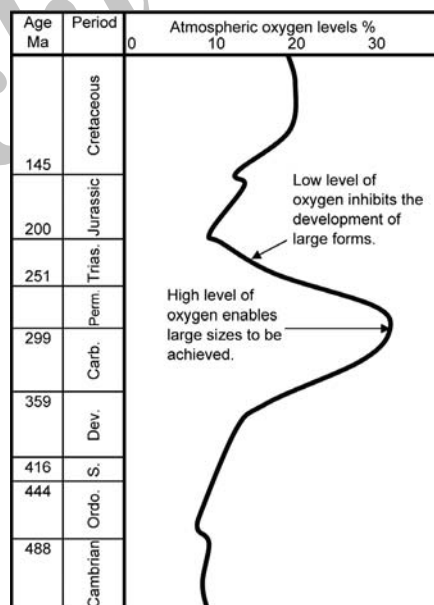 Age
Ma
Period
Atmospheric oxygen levels %
0 10 20 30
Cretaceous
145
Jurassic
Low level of
oxygen inhibits the
development of
large forms.
200
Trias.
251
Perm.
High level of
oxygen enables
large sizes to be
achieved.
299
Carb.
359
Dev.
416
S.
444
Ordo.
488
Cambrian